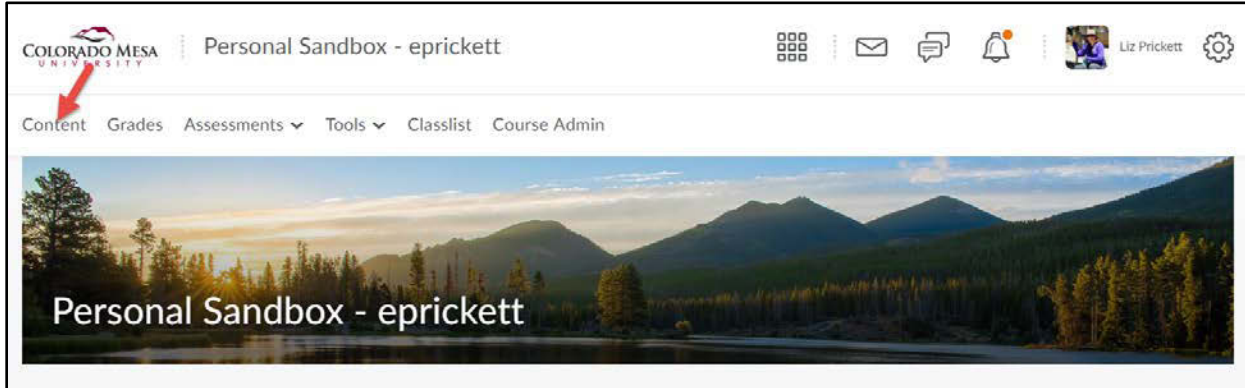 COLORADO MESA
UNIVERSITY
Personal Sandbox - eprickett
Liz Prickett
Content Grades Assessments Tools Classlist Course Admin
Personal Sandbox - eprickett